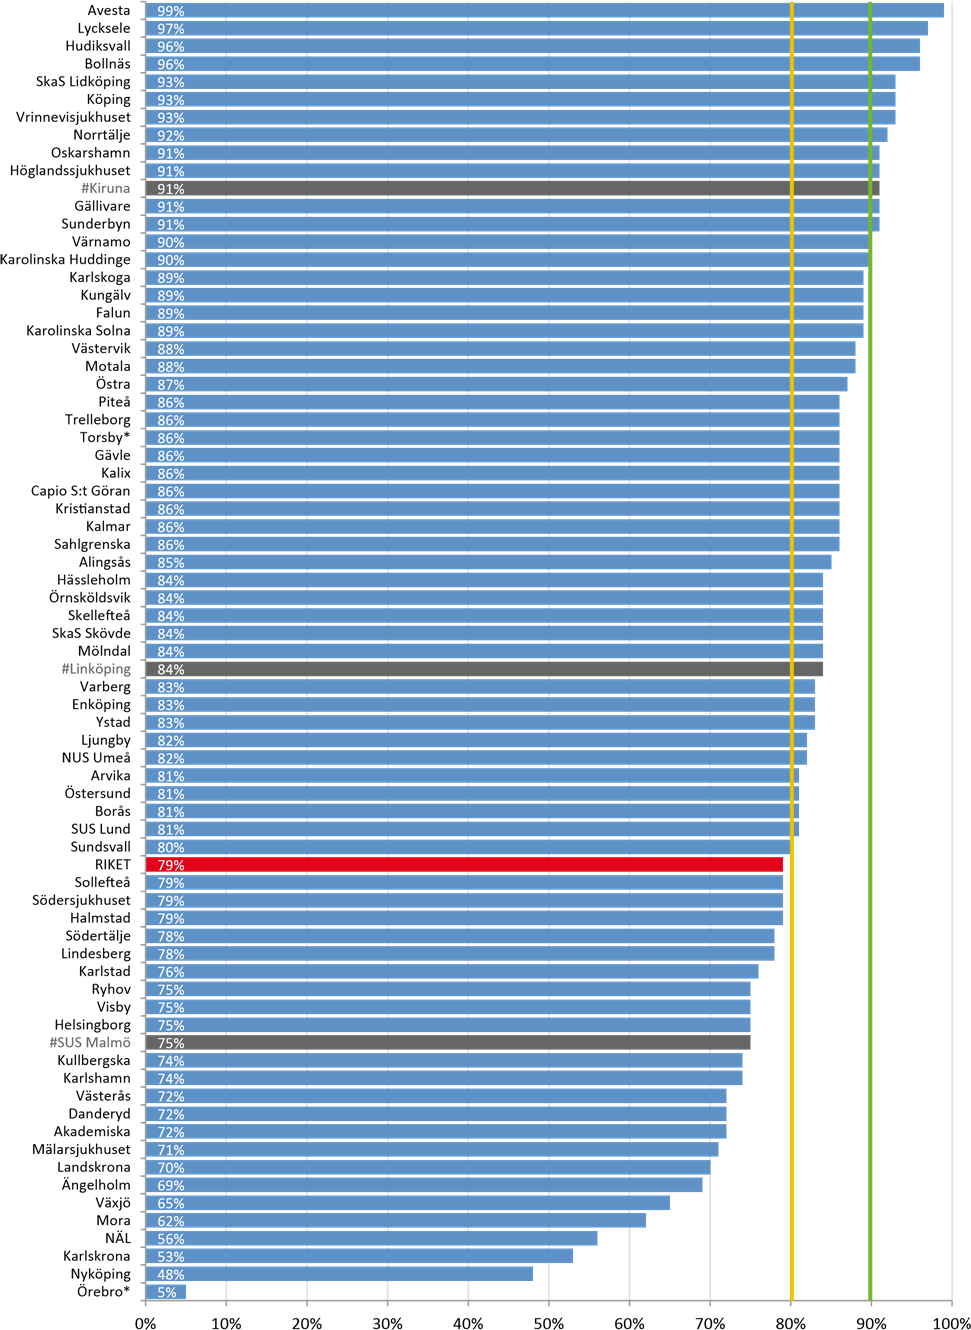 Avesta 99%
Lycksele 97%
Hudiksvall 96%
Bollnäs 96%
SkaS Lidköping 93%
Köping 93%
Vrinnevisjukhuset 93%
Norrtälje 92%
Oskarshamn 91%
Höglandssjukhuset 91%
#Kiruna 91%
Gällivare 91%
Sunderbyn 91%
Värnamo 90%
Karolinska Huddinge 90%
Karlskoga 89%
Kungälv 89%
Falun 89%
Karolinska Solna 89%
Västervik 88%
Motala 88%
Östra 87%
Piteå 86%
Trelleborg 86%
Torsby* 86%
Gävle 86%
Kalix 86%
Capio S:t Göran 86%
Kristianstad 86%
Kalmar 86%
Sahlgrenska 86%
Alingsås 85%
Hässleholm 84%
Örnsköldsvik 84%
Skellefteå 84%
SkaS Skövde 84%
Mölndal 84%
#Linköping 84%
Varberg 83%
Enköping 83%
Ystad 83%
Ljungby 82%
NUS Umeå 82%
Arvika 81%
Östersund 81%
Borås 81%
SUS Lund 81%
Sundsvall 80%
RIKET 79%
Sollefteå 79%
Södersjukhuset 79%
Halmstad 79%
Södertälje 78%
Lindesberg 78%
Karlstad 76%
Ryhov 75%
Visby 75%
Helsingborg 75%
#SUS Malmö 75%
Kullbergska 74%
Karlshamn 74%
Västerås 72%
Danderyd 72%
Akademiska 72%
Mälarsjukhuset 71%
Landskrona 70%
Ängelholm 69%
Växjö 65%
Mora 62%
NÄL 56%
Karlskrona 53%
Nyköping 48%
Örebro* 5%
0% 10% 20% 30% 40% 50% 60% 70% 80% 90% 100%